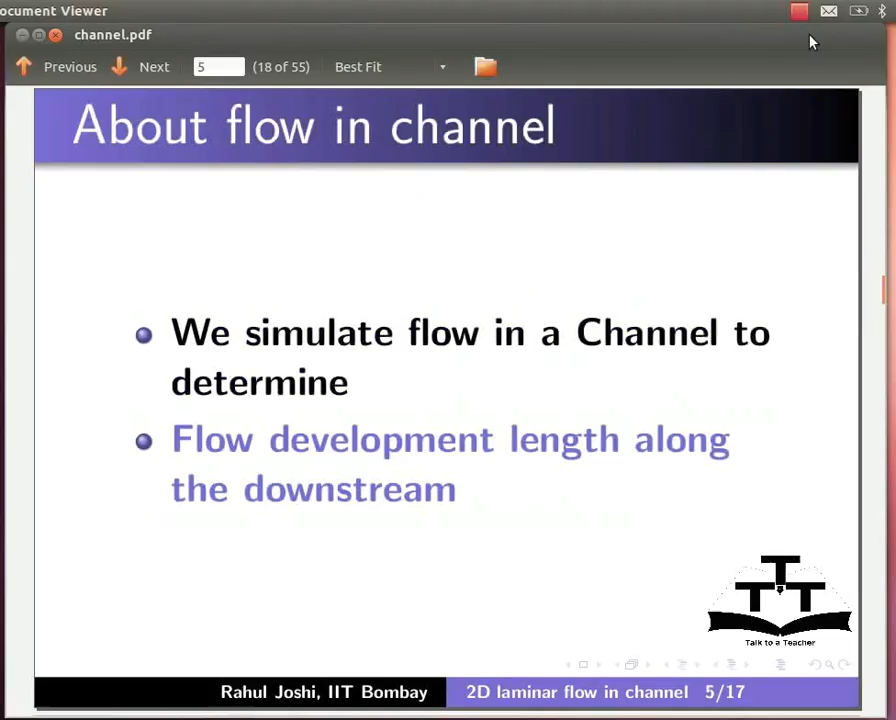 ocument Viewer
channel.pdf
Previous Next 5 (18 of 55) Best Fit
About flow in channel
We simulate flow in a Channel to
determine
Flow development length along
the downstream
TTT
Talk to a Teacher
Rahul Joshi, IIT Bombay 2D laminar flow in channel 5/17